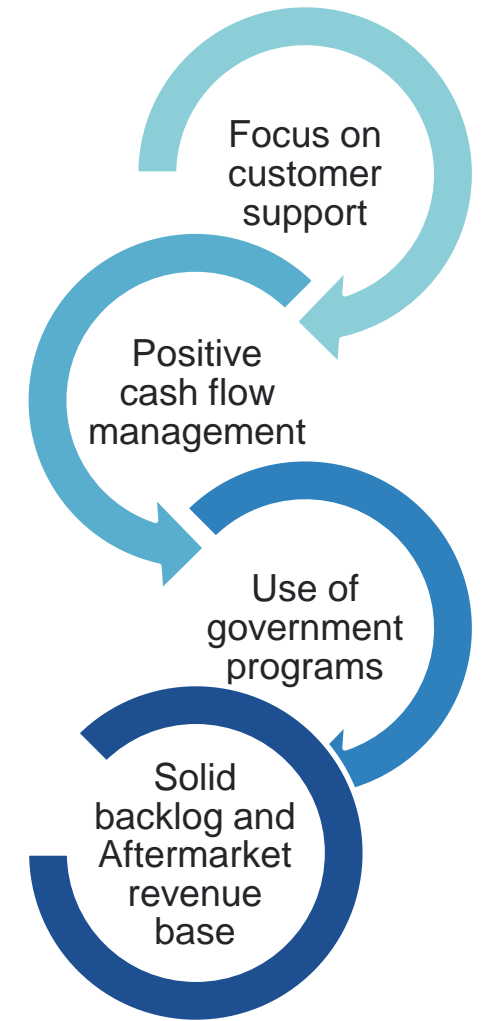 Focus on
customer
support
Positive
cash flow
management
Use of
government
programs
Solid
backlog and
Aftermarket
revenue
base